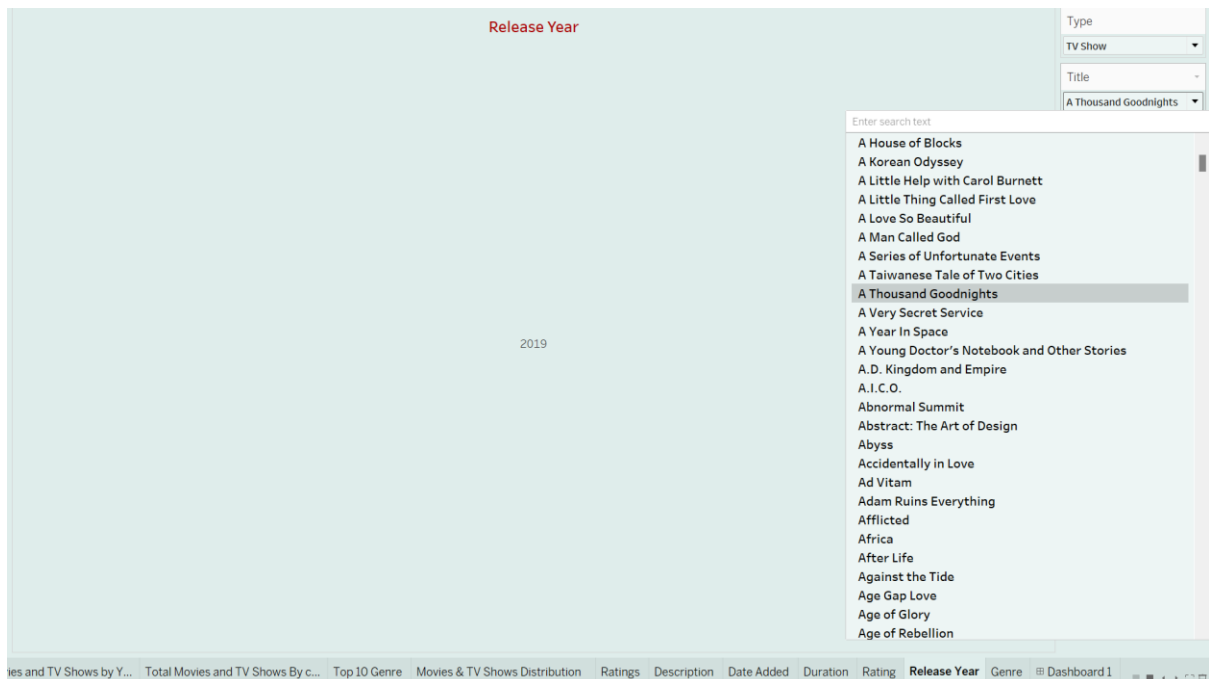 Release Year
Type
TV Show
Title
A Thousand Goodnights
Enter search text
A House of Blocks
A Korean Odyssey
A Little Help with Carol Burnett
A Little Thing Called First Love
A Love So Beautiful
A Man Called God
A Series of Unfortunate Events
A Taiwanese Tale of Two Cities
A Thousand Goodnights
A Very Secret Service
A Year In Space
A Young Doctor's Notebook and Other Stories
A.D. Kingdom and Empire
A.I.C.O.
Abnormal Summit
Abstract: The Art of Design
Abyss
Accidentally in Love
Ad Vitam
Adam Ruins Everything
Afflicted
Africa
After Life
Against the Tide
Age Gap Love
Age of Glory
Age of Rebellion
2019
ies and TV Shows by Y... Total Movies and TV Shows By c... Top 10 Genre Movies & TV Shows Distribution Ratings Description Date Added Duration Rating Release Year Genre Dashboard 1